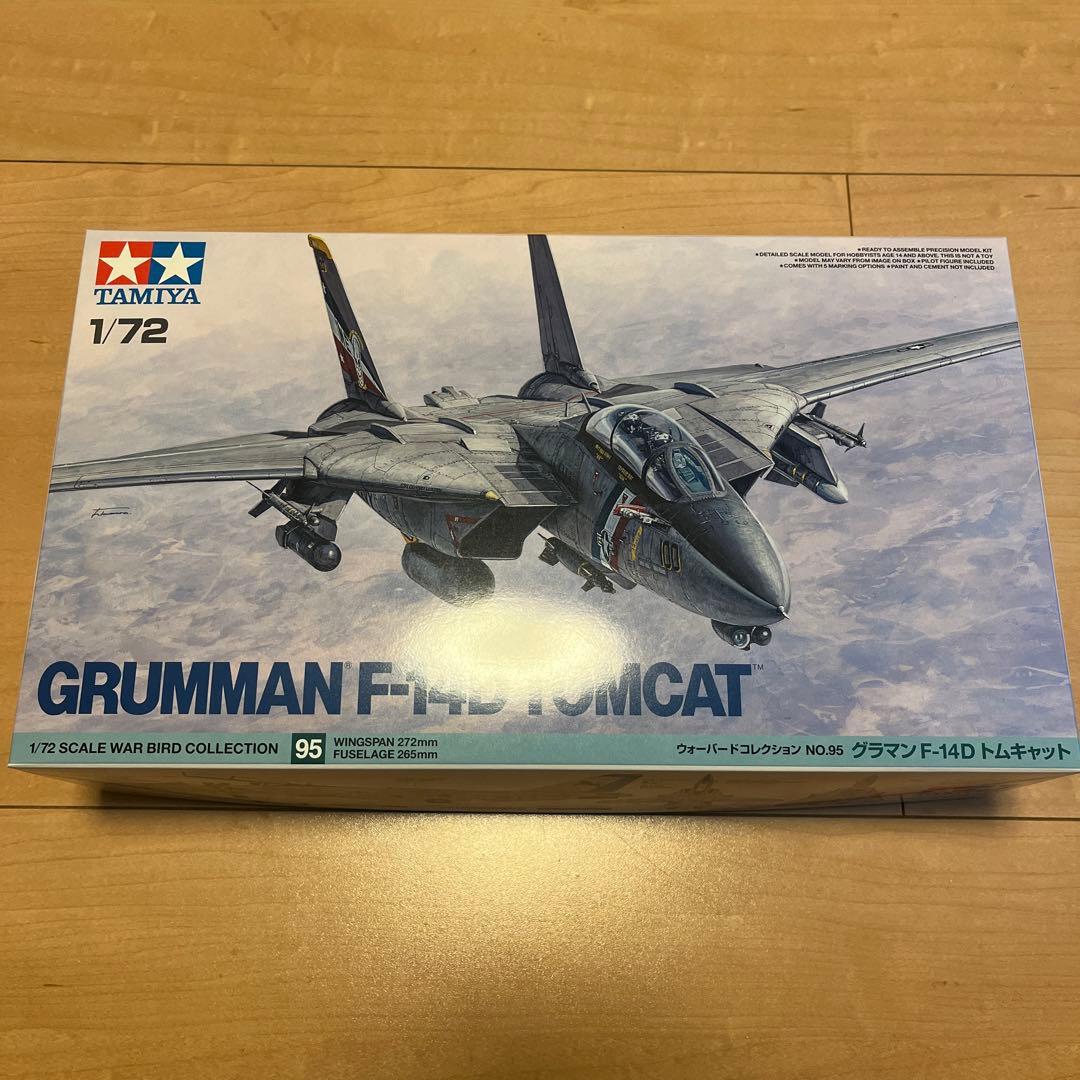 TAMIYA
1/72
★READY TO ASSEMBLE PRECISION MODEL KIT
★DETAILED SCALE MODEL FOR HOBBYISTS AGE 14 AND ABOVE, THIS IS NOT A TOY
★MODEL MAY VARY FROM IMAGE ON BOX ★PILOT FIGURE INCLUDED
★COMES WITH 5 MARKING OPTIONS ★PAINT AND CEMENT NOT INCLUDED
GRUMMAN® F-14D TOMCAT™
1/72 SCALE WAR BIRD COLLECTION 95 WINGSPAN 272mm
FUSELAGE 265mm
ウォーバードコレクション NO.95 グラマン F-14D トムキャット